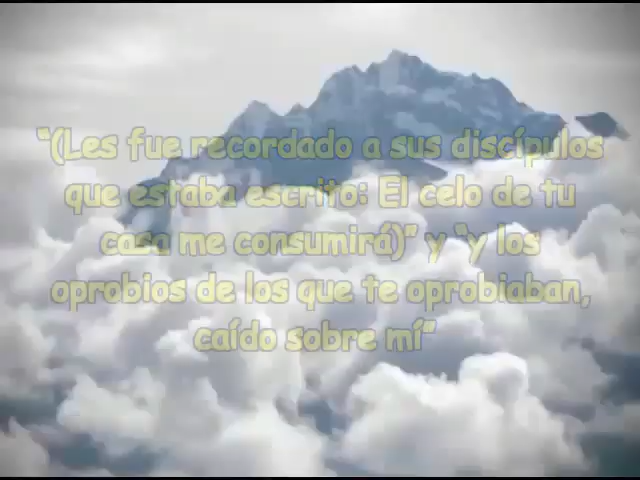 "(Les fue recordado a sus discípulos
que estaba escrito: El celo de tu
casa me consumirá)" y "y los
oprobios de los que te oprobiaban,
caído sobre mí"